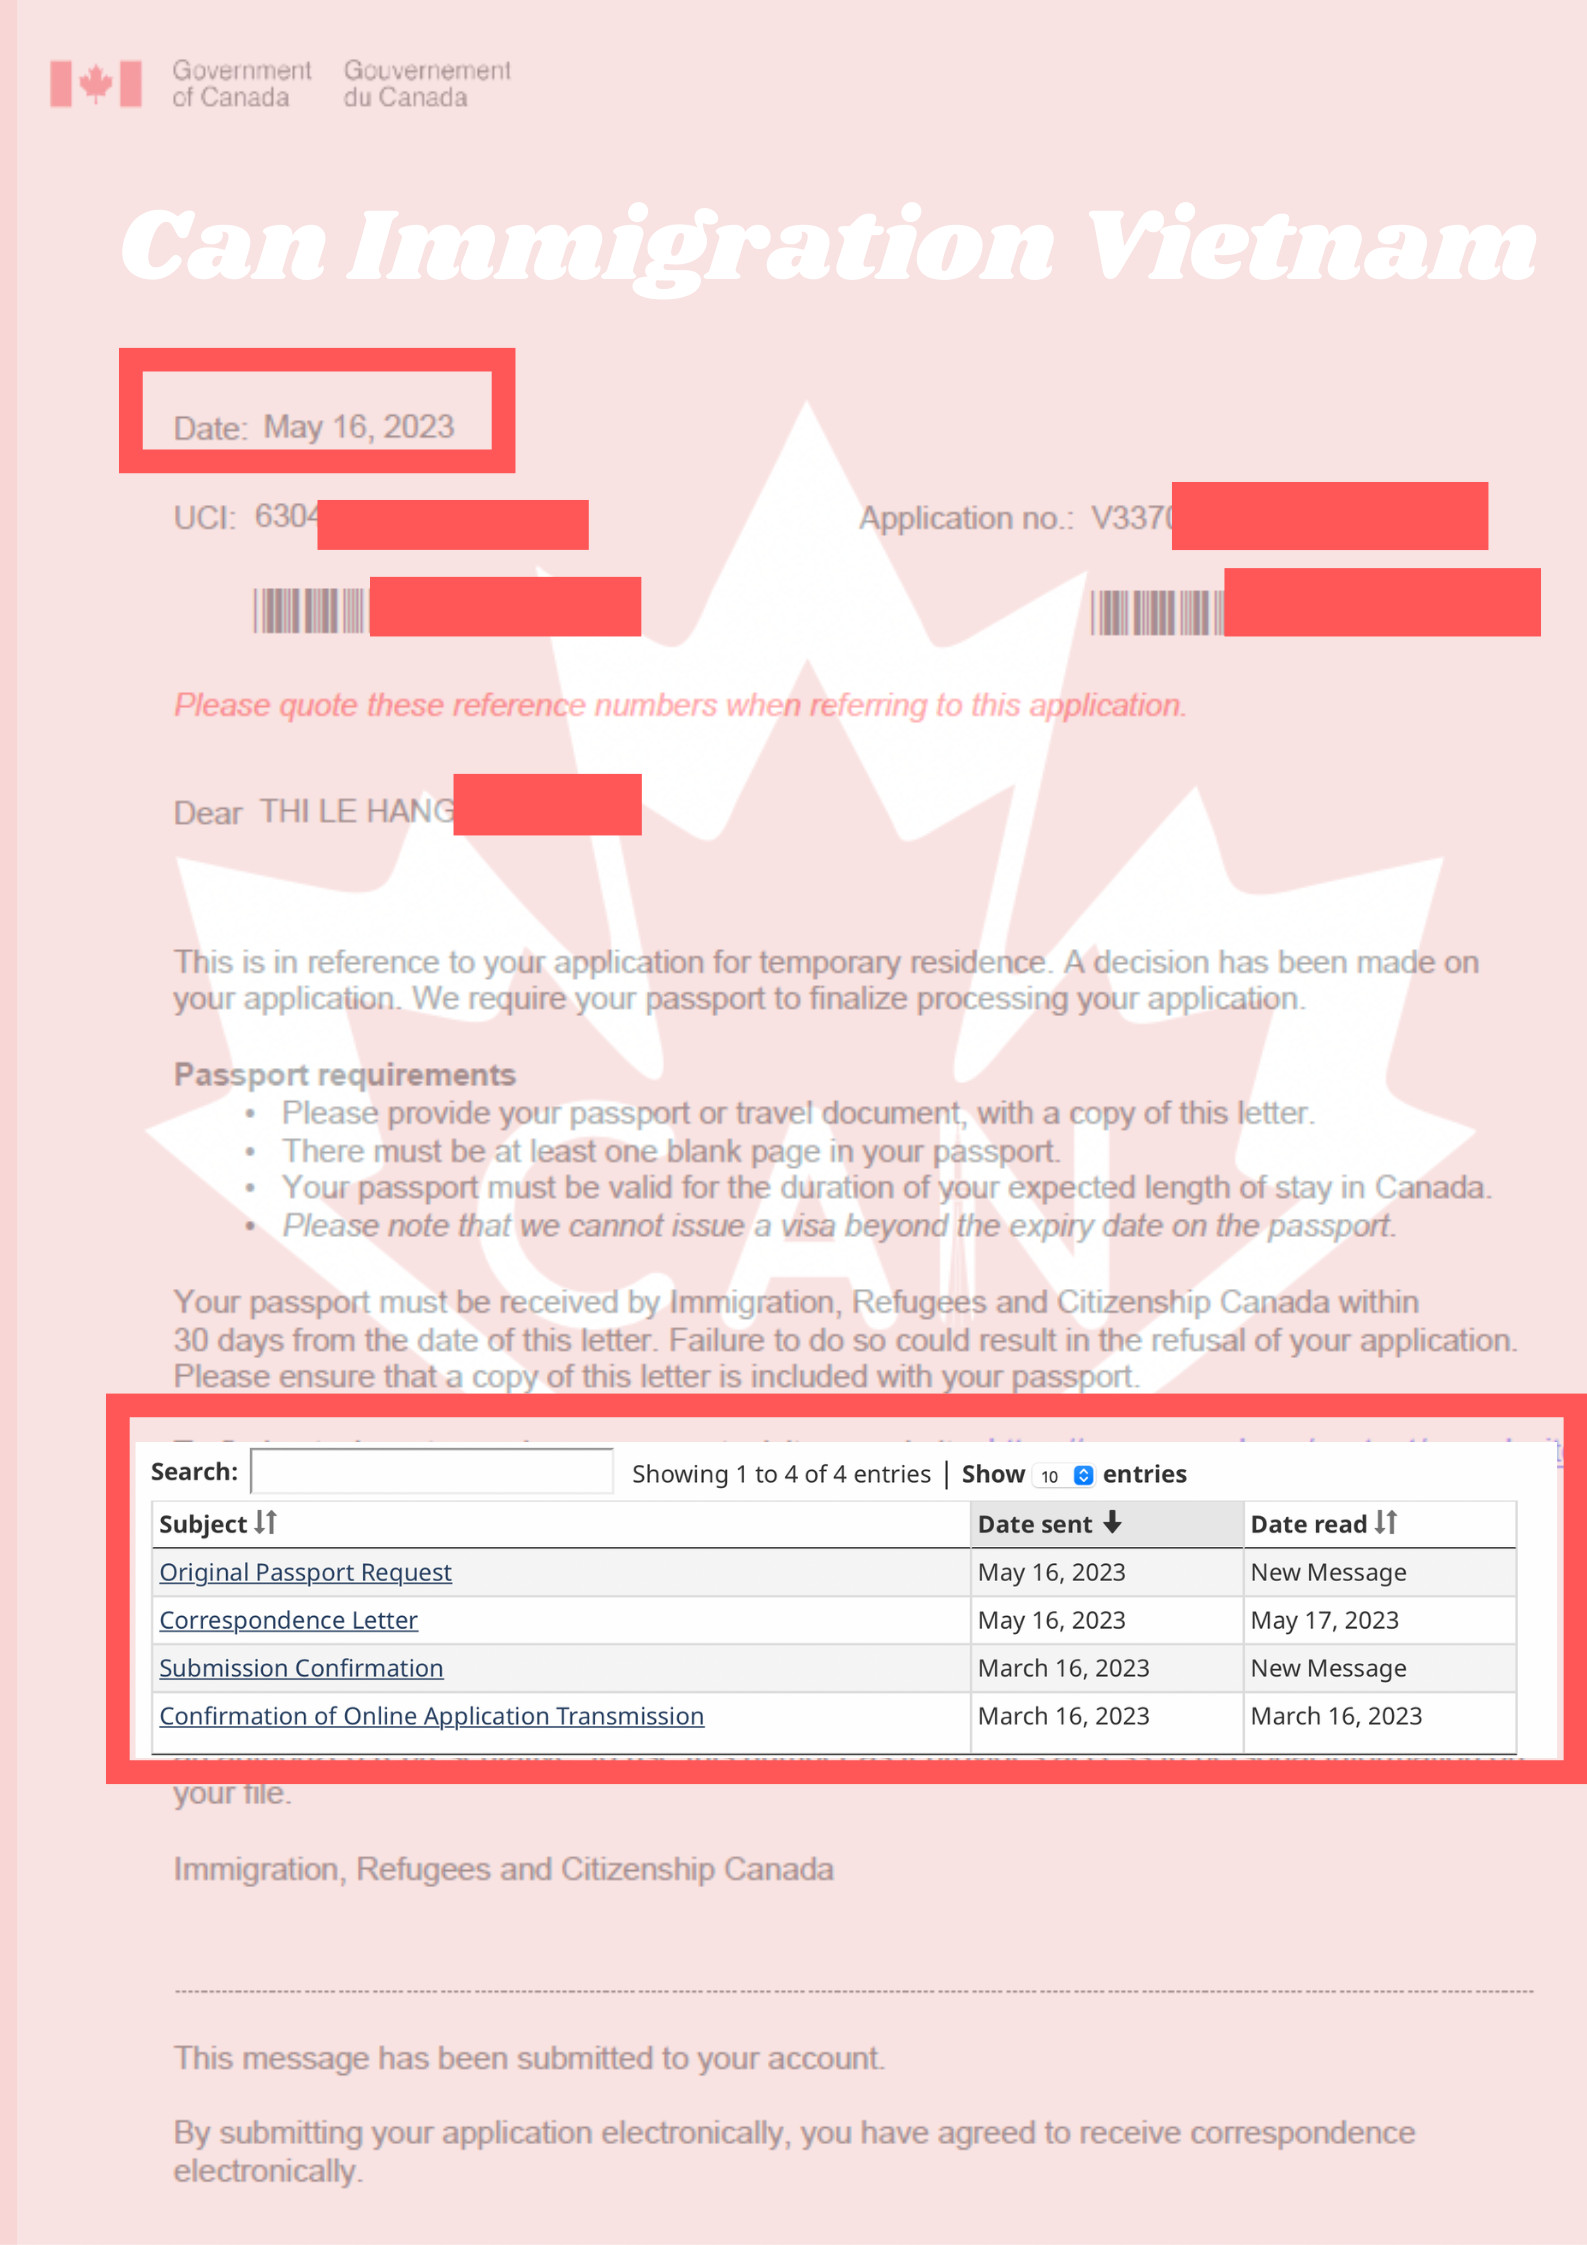 Government Gouvernement
of Canada du Canada
Can Immigration Vietnam
Date: May 16, 2023
UCI: 6304 Application no.: V3370
Please quote these reference numbers when referring to this application.
Dear THI LE HANG
This is in reference to your application for temporary residence. A decision has been made on
your application. We require your passport to finalize processing your application.
Passport requirements
• Please provide your passport or travel document, with a copy of this letter.
• There must be at least one blank page in your passport.
• Your passport must be valid for the duration of your expected length of stay in Canada.
• Please note that we cannot issue a visa beyond the expiry date on the passport.
CAN
Your passport must be received by Immigration, Refugees and Citizenship Canada within
30 days from the date of this letter. Failure to do so could result in the refusal of your application.
Please ensure that a copy of this letter is included with your passport.
Search: Showing 1 to 4 of 4 entries | Show 10 entries
Subject Date sent Date read
Original Passport Request May 16, 2023 New Message
Correspondence Letter May 16, 2023 May 17, 2023
Submission Confirmation March 16, 2023 New Message
Confirmation of Online Application Transmission March 16, 2023 March 16, 2023
your file.
Immigration, Refugees and Citizenship Canada
This message has been submitted to your account.
By submitting your application electronically, you have agreed to receive correspondence
electronically.